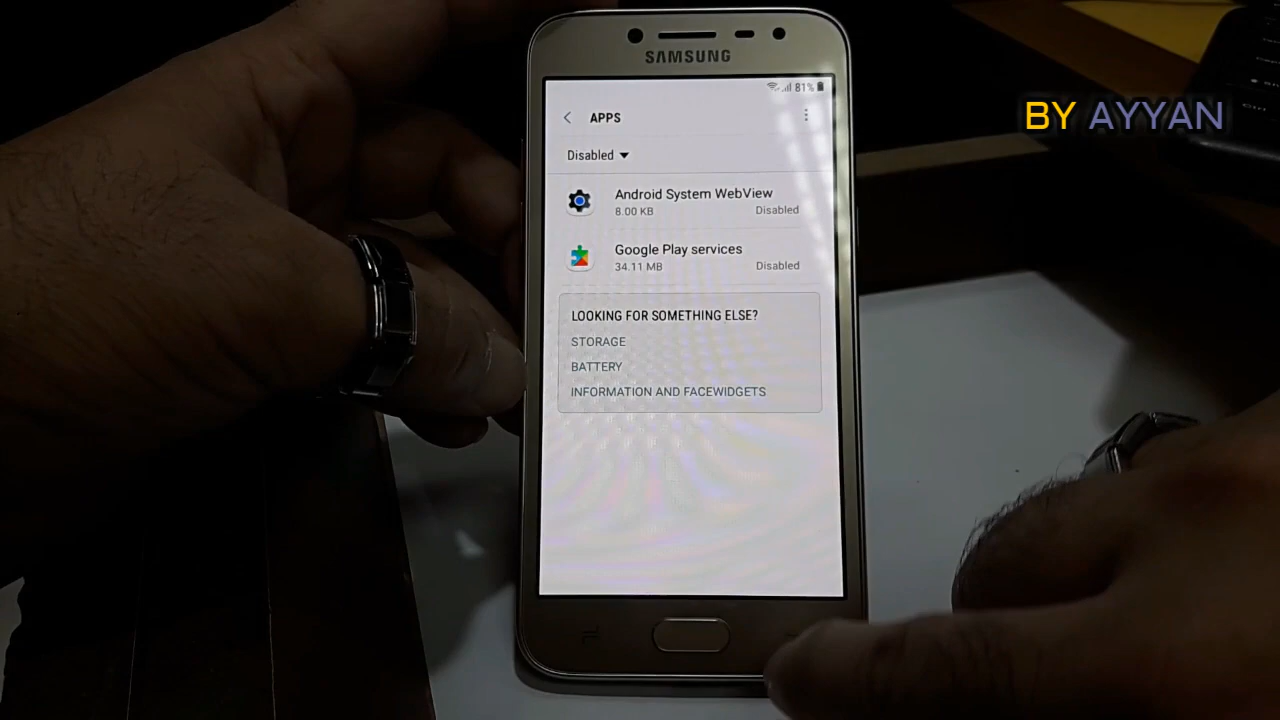 SAMSUNG
81%
APPS
BY AYYAN
Disabled
Android System WebView
8.00 KB Disabled
Google Play services
34.11 MB Disabled
LOOKING FOR SOMETHING ELSE?
STORAGE
BATTERY
INFORMATION AND FACEWIDGETS